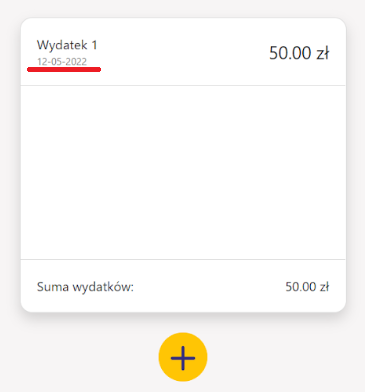 Wydatek 1
50.00 zł
12-05-2022
Suma wydatków:
50.00 zł